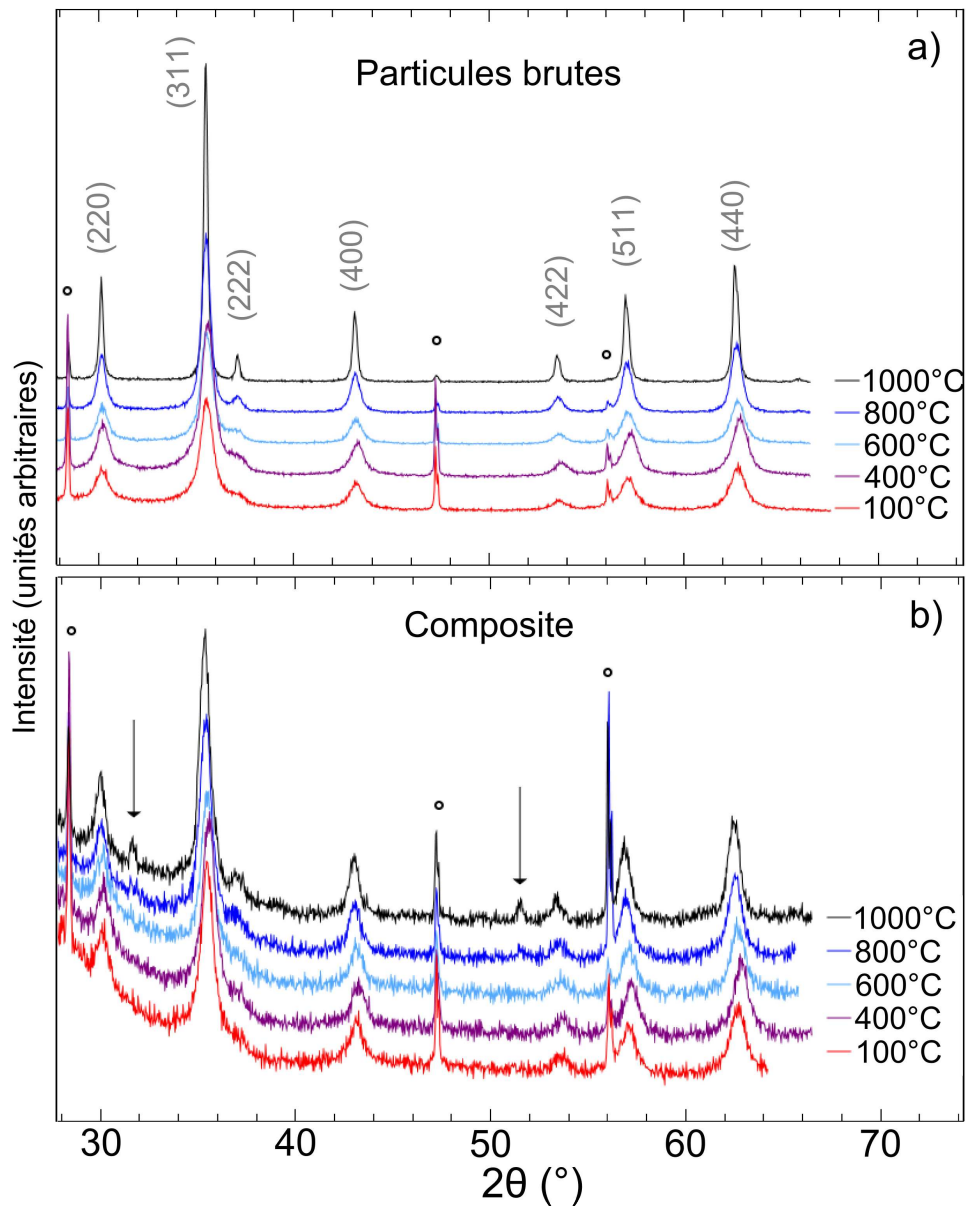 a)
Particules brutes
(220)
(311)
(222)
(400)
(422)
(511)
(440)
1000°C
800°C
600°C
400°C
100°C
Intensité (unités arbitraires)
b)
Composite
1000°C
800°C
600°C
400°C
100°C
30 40 50 60 70
2θ (°)